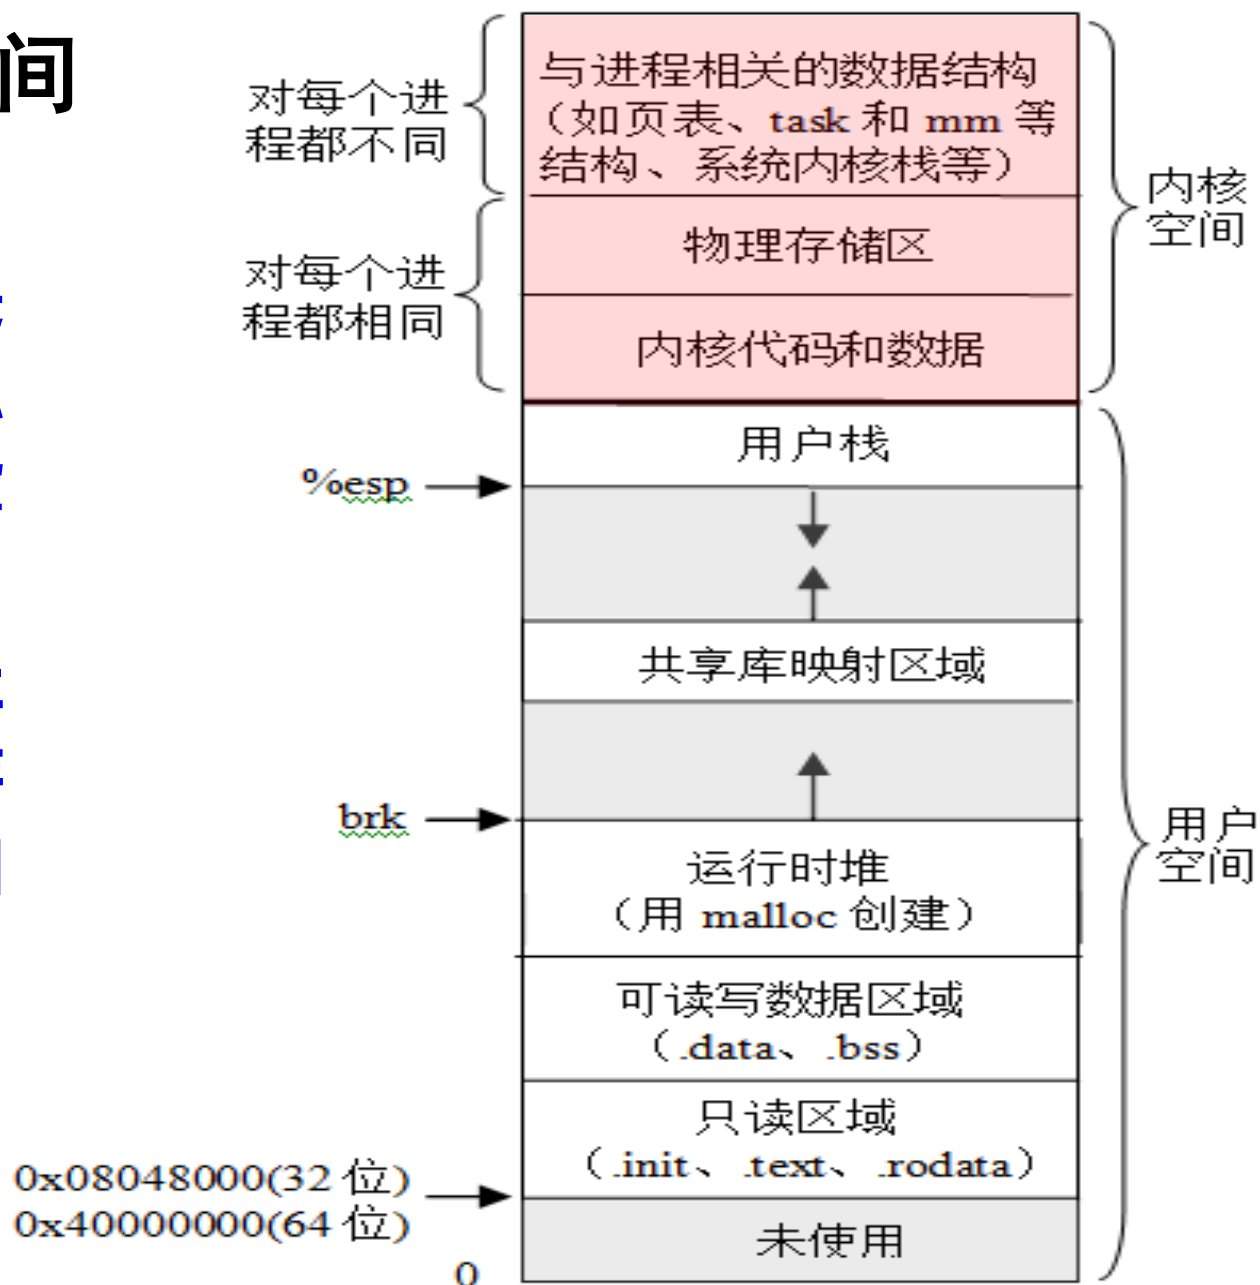 间
对每个进
程都不同
与进程相关的数据结构
（如页表、task 和 mm 等
结构、系统内核栈等）
内核
空间
物理存储区
对每个进
程都相同
内核代码和数据
用户栈
%esp
共享库映射区域
brk
运行时堆
（用 malloc 创建）
用户
空间
可读写数据区域
（.data、.bss）
只读区域
（.init、.text、.rodata）
0x08048000(32 位)
0x40000000(64 位)
未使用
0